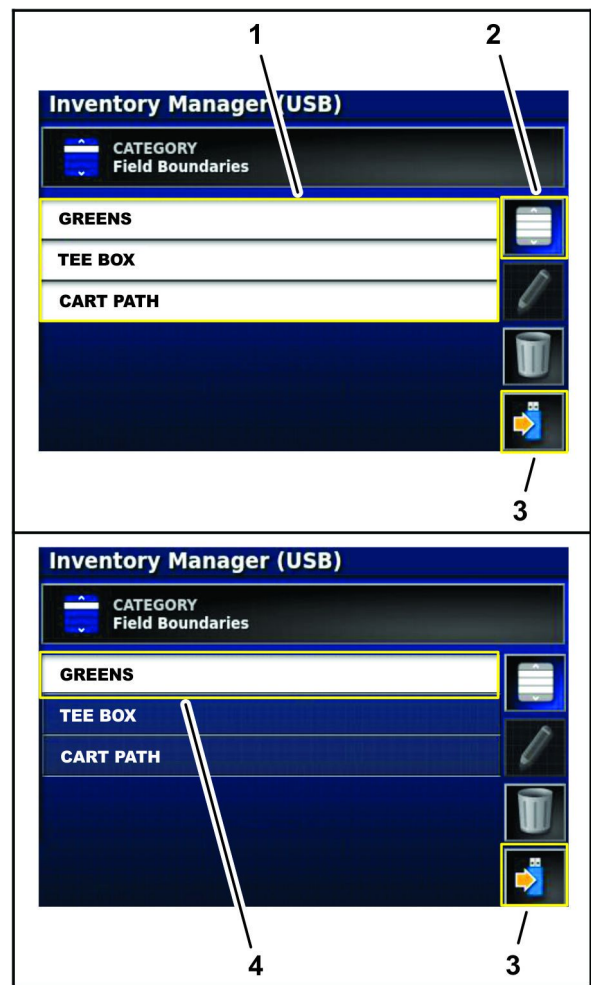 1
2
Inventory Manager (USB)
CATEGORY
Field Boundaries
GREENS
TEE BOX
CART PATH
3
Inventory Manager (USB)
CATEGORY
Field Boundaries
GREENS
TEE BOX
CART PATH
4
3